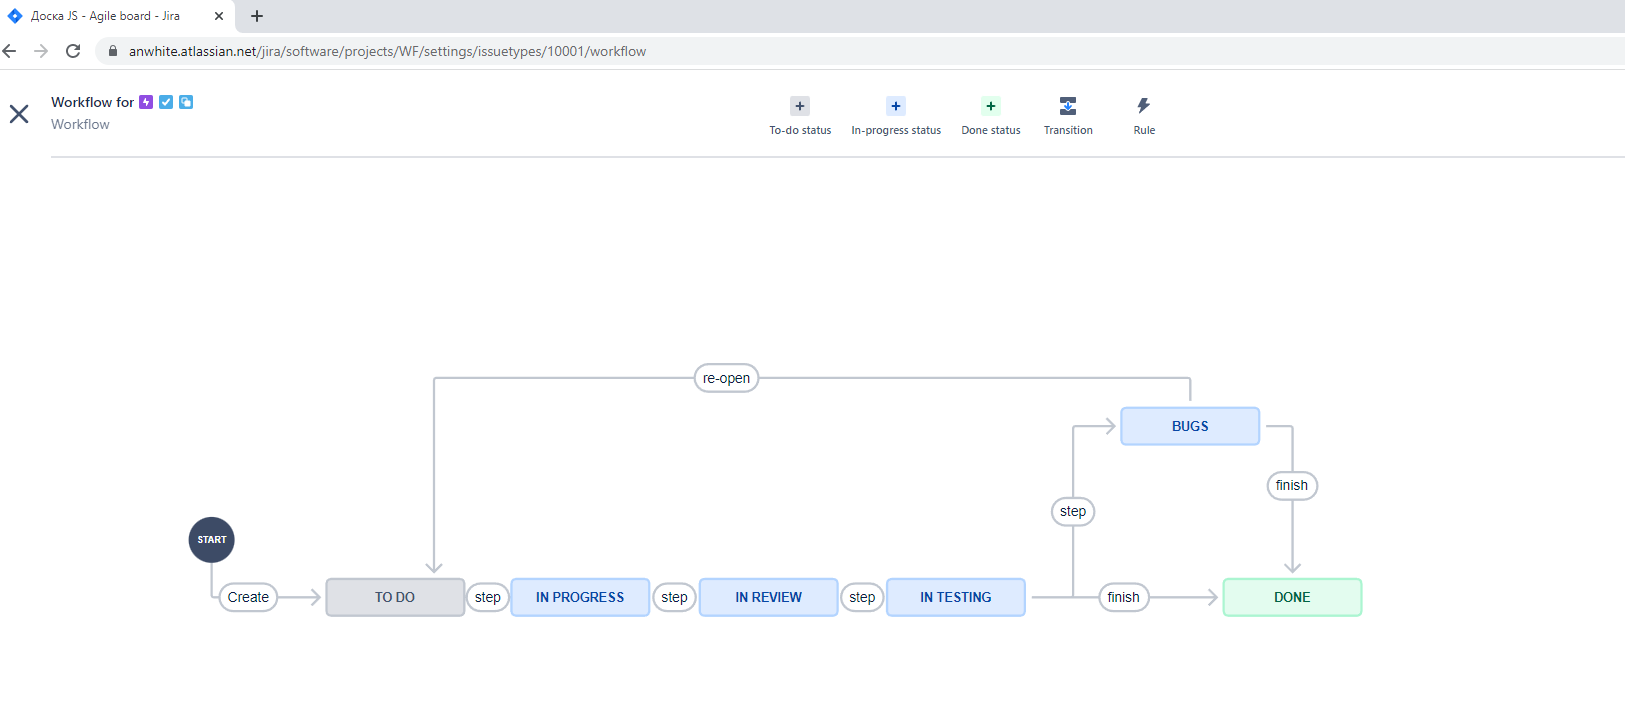 Доска JS - Agile board - Jira
anwhite.atlassian.net/jira/software/projects/WF/settings/issuetypes/10001/workflow
Workflow for
Workflow
To-do status
In-progress status
Done status
Transition
Rule
re-open
BUGS
finish
step
START
Create
TO DO
step
IN PROGRESS
step
IN REVIEW
step
IN TESTING
finish
DONE